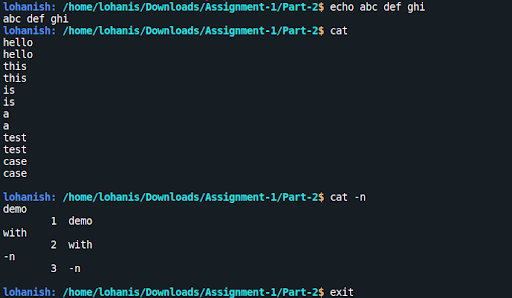 lohanish: /home/lohanis/Downloads/Assignment-1/Part-2$ echo abc def ghi
abc def ghi
lohanish: /home/lohanis/Downloads/Assignment-1/Part-2$ cat
hello
hello
this
this
is
is
a
a
test
test
case
case
lohanish: /home/lohanis/Downloads/Assignment-1/Part-2$ cat -n
demo
     1  demo
with
     2  with
-n
     3  -n
lohanish: /home/lohanis/Downloads/Assignment-1/Part-2$ exit